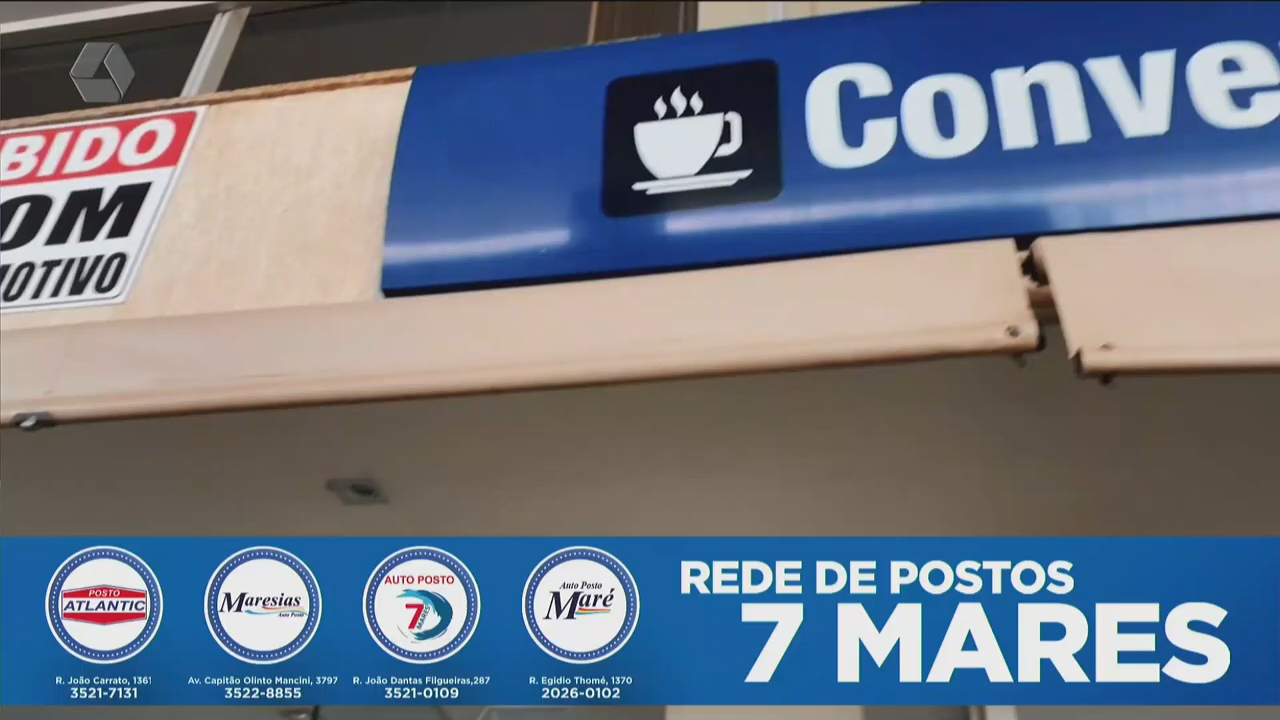 BIDO
OM
MOTIVO
Conve
POSTO
ATLANTIC
R. João Carrato, 1361
3521-7131
Maresias
Auto Posto
Av. Capitão Olinto Mancini, 3797
3522-8855
AUTO POSTO
7
MARES
R. João Dantas Filgueiras,287
3521-0109
Auto Posto
Maré
R. Egidio Thomé, 1370
2026-0102
REDE DE POSTOS
7 MARES